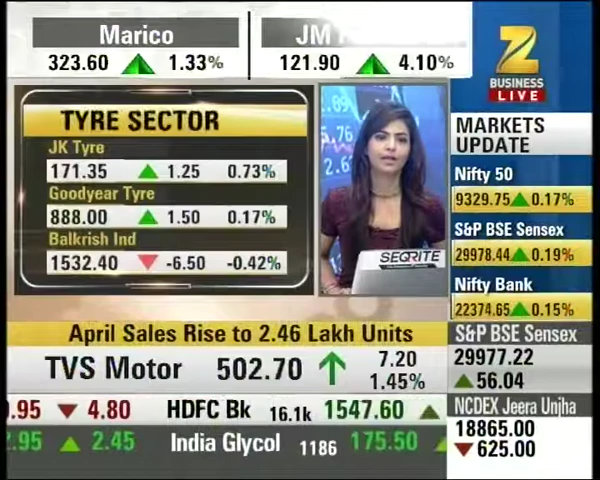 Marico
323.60 1.33%
JM
121.90 4.10%
BUSINESS
LIVE
TYRE SECTOR
JK Tyre
171.35 1.25 0.73%
Goodyear Tyre
888.00 1.50 0.17%
Balkrish Ind
1532.40 -6.50 -0.42%
SEQRITE
MARKETS
UPDATE
Nifty 50
9329.75 0.17%
S&P BSE Sensex
29978.44 0.19%
Nifty Bank
22374.65 0.15%
April Sales Rise to 2.46 Lakh Units
TVS Motor 502.70 7.20
1.45%
S&P BSE Sensex
29977.22
56.04
0.95 4.80 HDFC Bk 16.1k 1547.60
2.95 2.45 India Glycol 1186 175.50
NCDEX Jeera Unjha
18865.00
625.00